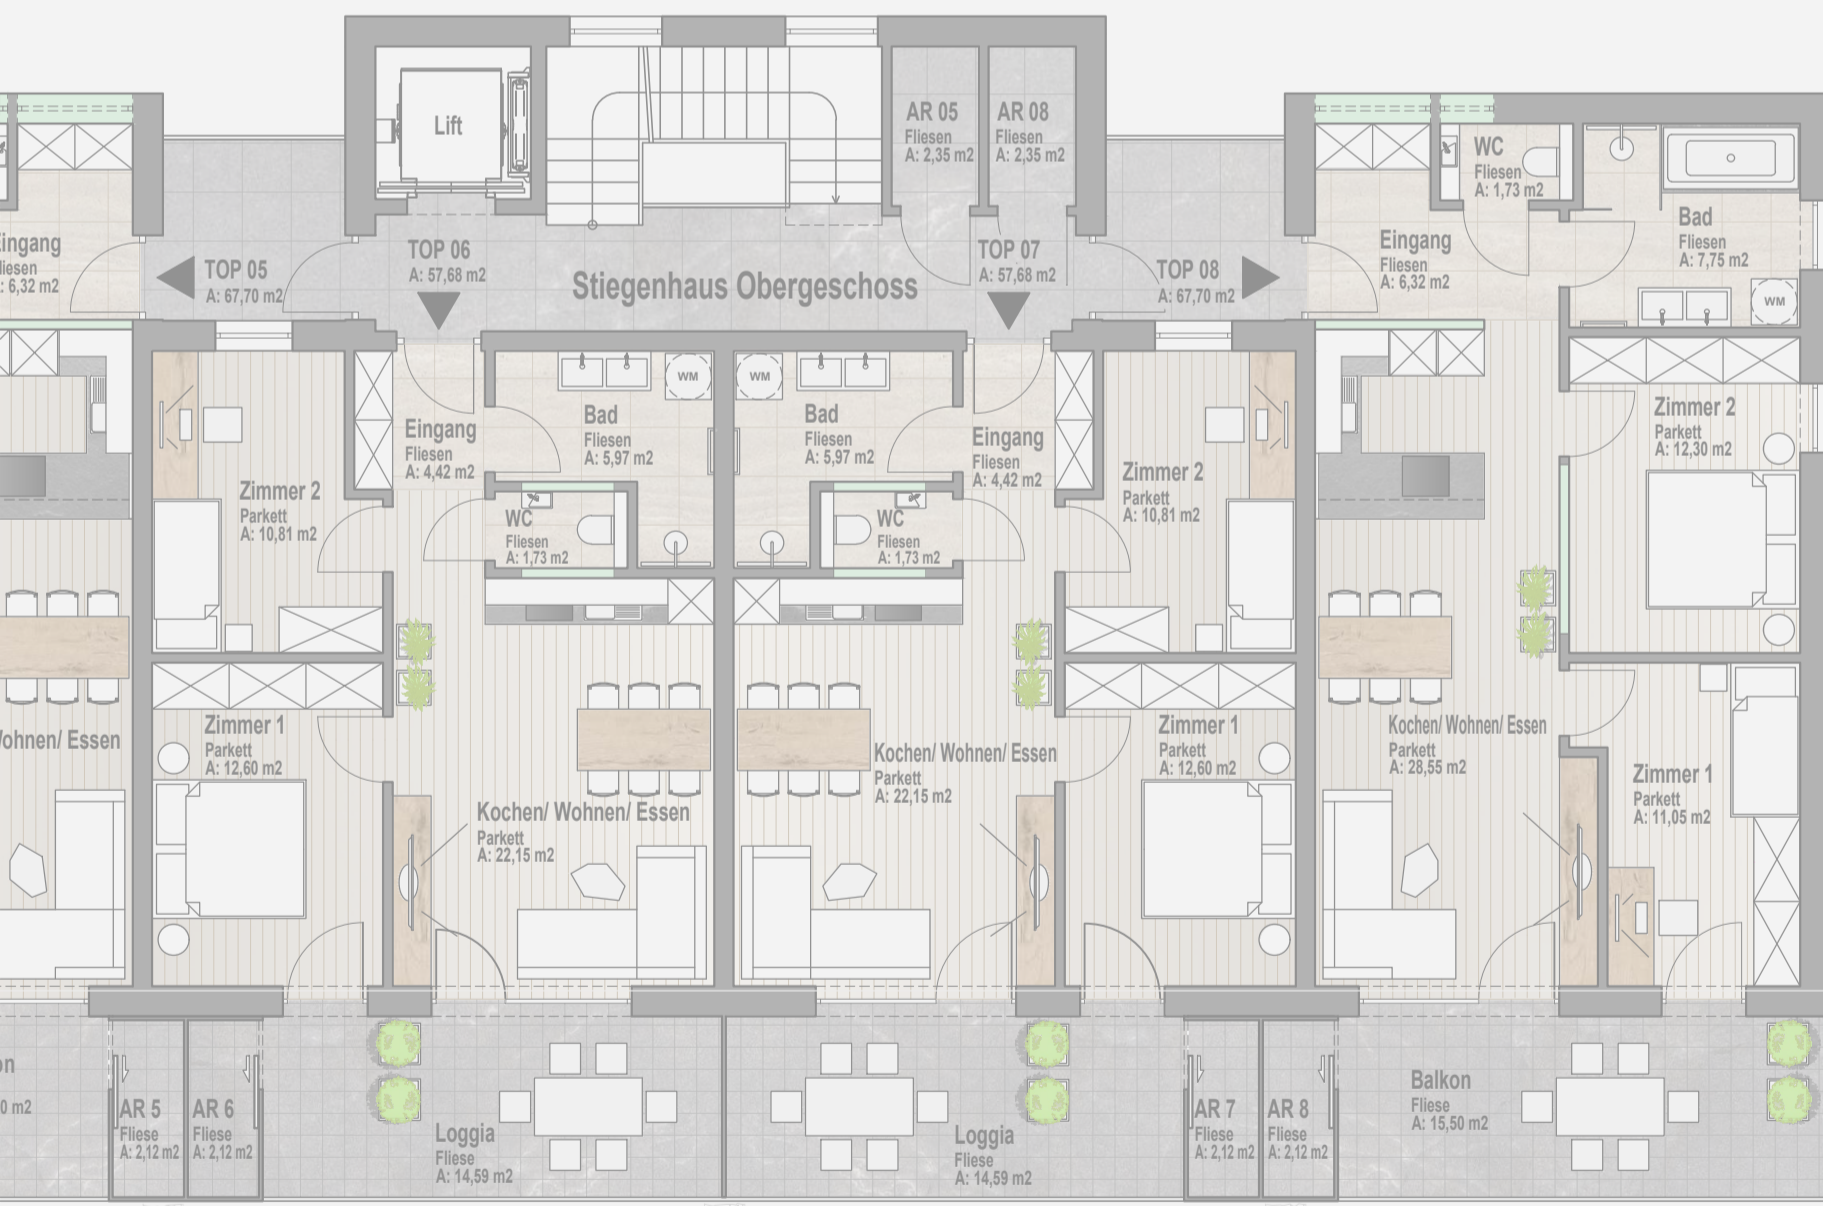 Lift
AR 05
Fliesen
A: 2,35 m2
AR 08
Fliesen
A: 2,35 m2
WC
Fliesen
A: 1,73 m2
Bad
Fliesen
A: 7,75 m2
WM
Eingang
Fliesen
A: 6,32 m2
Eingang
Fliesen
: 6,32 m2
TOP 05
A: 67,70 m2
TOP 06
A: 57,68 m2
Stiegenhaus Obergeschoss
TOP 07
A: 57,68 m2
TOP 08
A: 67,70 m2
Zimmer 2
Parkett
A: 10,81 m2
Eingang
Fliesen
A: 4,42 m2
Bad
Fliesen
A: 5,97 m2
WM
WM
Bad
Fliesen
A: 5,97 m2
Eingang
Fliesen
A: 4,42 m2
Zimmer 2
Parkett
A: 10,81 m2
Zimmer 2
Parkett
A: 12,30 m2
WC
Fliesen
A: 1,73 m2
WC
Fliesen
A: 1,73 m2
Wohnen/ Essen
Zimmer 1
Parkett
A: 12,60 m2
Kochen/ Wohnen/ Essen
Parkett
A: 22,15 m2
Kochen/ Wohnen/ Essen
Parkett
A: 22,15 m2
Zimmer 1
Parkett
A: 12,60 m2
Kochen/ Wohnen/ Essen
Parkett
A: 28,55 m2
Zimmer 1
Parkett
A: 11,05 m2
on
0 m2
AR 5
Fliese
A: 2,12 m2
AR 6
Fliese
A: 2,12 m2
Loggia
Fliese
A: 14,59 m2
Loggia
Fliese
A: 14,59 m2
AR 7
Fliese
A: 2,12 m2
AR 8
Fliese
A: 2,12 m2
Balkon
Fliese
A: 15,50 m2